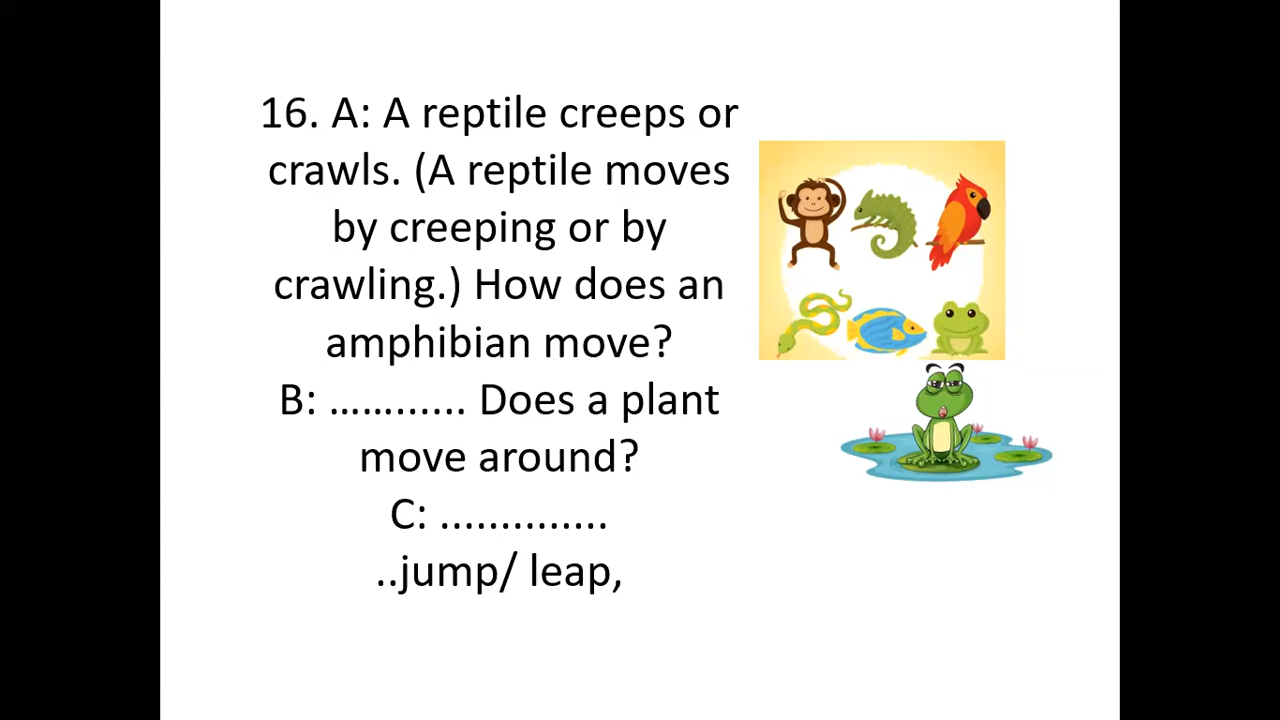 16. A: A reptile creeps or
crawls. (A reptile moves
by creeping or by
crawling.) How does an
amphibian move?
B: …........ Does a plant
move around?
C: ..............
..jump/ leap,